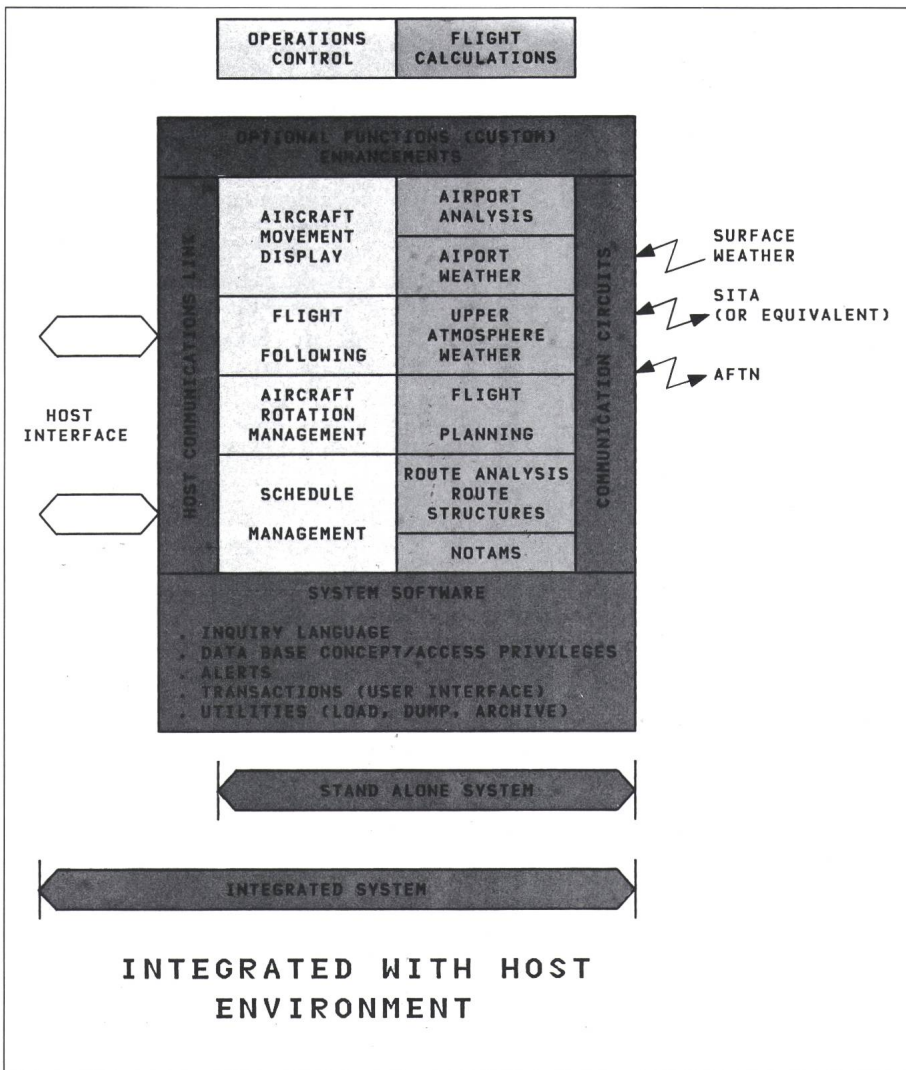 OPERATIONS
CONTROL
FLIGHT
CALCULATIONS
OPTIONAL FUNCTIONS (CUSTOM)
ENHANCEMENTS
HOST COMMUNICATIONS LINK
AIRCRAFT
MOVEMENT
DISPLAY
FLIGHT
FOLLOWING
AIRCRAFT
ROTATION
MANAGEMENT
SCHEDULE
MANAGEMENT
AIRPORT
ANALYSIS
AIPORT
WEATHER
UPPER
ATMOSPHERE
WEATHER
FLIGHT
PLANNING
ROUTE ANALYSIS
ROUTE
STRUCTURES
NOTAMS
COMMUNICATION CIRCUITS
SURFACE
WEATHER
SITA
(OR EQUIVALENT)
AFTN
HOST
INTERFACE
SYSTEM SOFTWARE
. INQUIRY LANGUAGE
. DATA BASE CONCEPT/ACCESS PRIVILEGES
. ALERTS
. TRANSACTIONS (USER INTERFACE)
. UTILITIES (LOAD, DUMP, ARCHIVE)
STAND ALONE SYSTEM
INTEGRATED SYSTEM
INTEGRATED WITH HOST
ENVIRONMENT